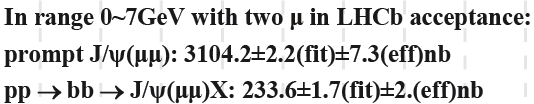 In range 0~7GeV with two μ in LHCb acceptance:
prompt J/ψ(μμ): 3104.2±2.2(fit)±7.3(eff)nb
pp → bb → J/ψ(μμ)X: 233.6±1.7(fit)±2.(eff)nb